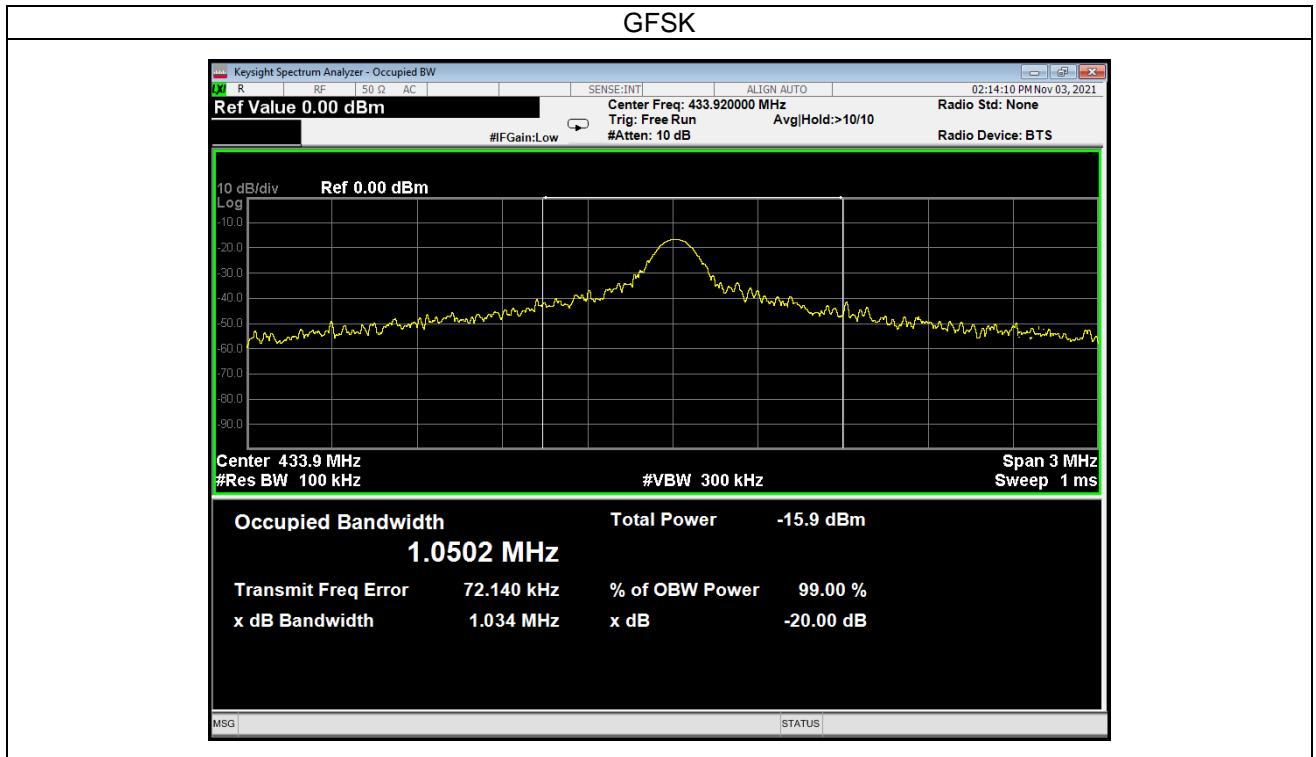 GFSK
Keysight Spectrum Analyzer - Occupied BW
LXI R RF 50 Ω AC SENSE:INT ALIGN AUTO 02:14:10 PM Nov 03, 2021
Ref Value 0.00 dBm Center Freq: 433.920000 MHz Radio Std: None
Trig: Free Run Avg|Hold:>10/10
#IFGain:Low #Atten: 10 dB Radio Device: BTS
10 dB/div Ref 0.00 dBm
Log
-10.0
-20.0
-30.0
-40.0
-50.0
-60.0
-70.0
-80.0
-90.0
Center 433.9 MHz Span 3 MHz
#Res BW 100 kHz #VBW 300 kHz Sweep 1 ms
Occupied Bandwidth Total Power -15.9 dBm
1.0502 MHz
Transmit Freq Error 72.140 kHz % of OBW Power 99.00 %
x dB Bandwidth 1.034 MHz x dB -20.00 dB
MSG STATUS